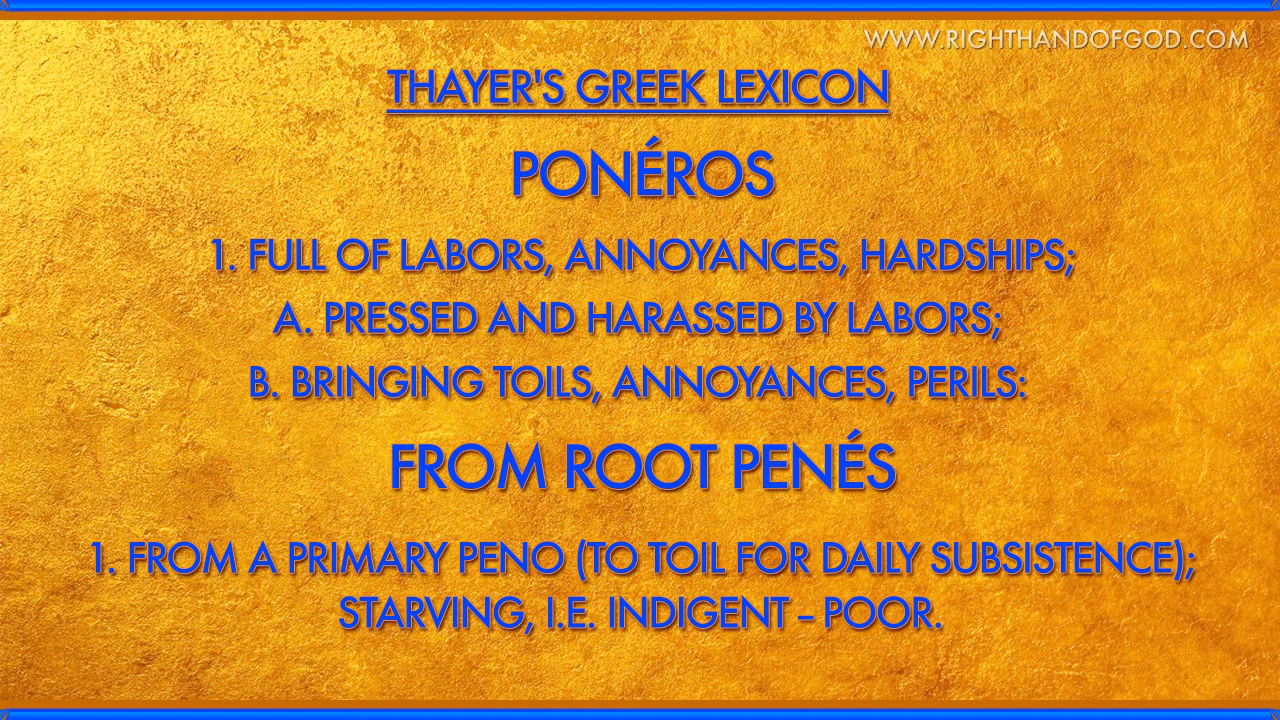 WWW.RIGHTHANDOFGOD.COM
THAYER'S GREEK LEXICON
PONÉROS
1. FULL OF LABORS, ANNOYANCES, HARDSHIPS;
A. PRESSED AND HARASSED BY LABORS;
B. BRINGING TOILS, ANNOYANCES, PERILS:
FROM ROOT PENÉS
1. FROM A PRIMARY PENO (TO TOIL FOR DAILY SUBSISTENCE);
STARVING, I.E. INDIGENT – POOR.